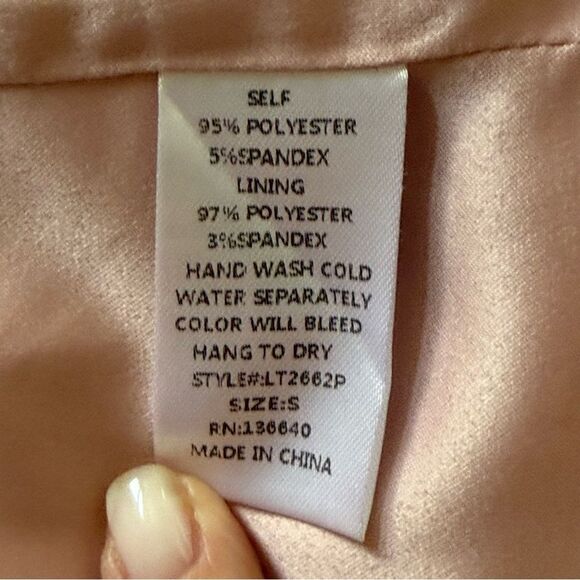 SELF
95% POLYESTER
5%SPANDEX
LINING
97% POLYESTER
3%SPANDEX
HAND WASH COLD
WATER SEPARATELY
COLOR WILL BLEED
HANG TO DRY
STYLE#:LT2662P
SIZE:S
RN:136640
MADE IN CHINA